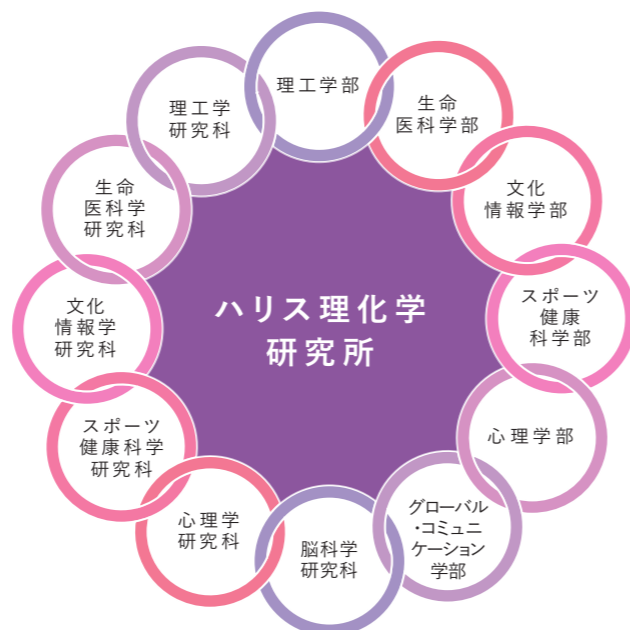 理工学部
生命
医科学部
文化
情報学部
スポーツ
健康
科学部
心理学部
グローバル
・コミュニ
ケーション
学部
脳科学
研究科
心理学
研究科
スポーツ
健康科学
研究科
文化
情報学
研究科
生命
医科学
研究科
理工学
研究科
ハリス理化学
研究所